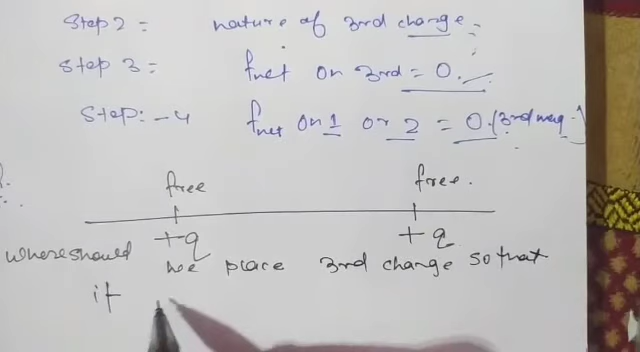 Step 2 = nature of 3rd change =
Step 3 = fnet on 3rd = 0.
Step: - 4 fnet on 1 or 2 = 0. (3rd mag.)
free free.
+q +q
where should we place 3rd change so that
it